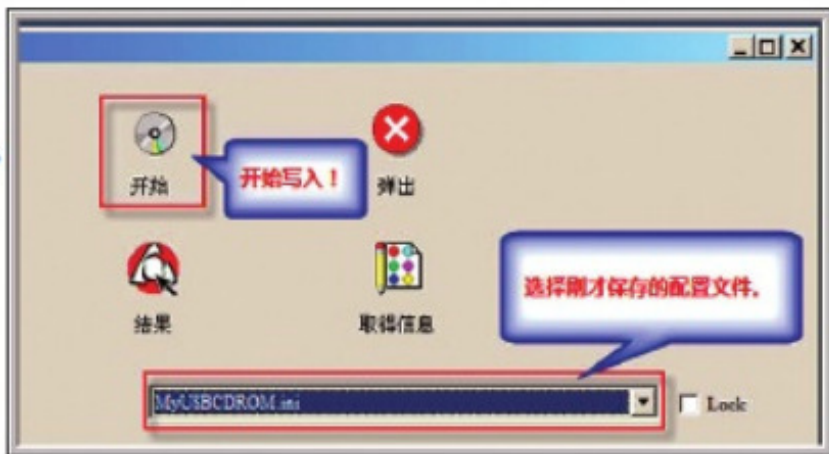 开始
开始写入！
弹出
结果
取得信息
选择刚才保存的配置文件。
MyUSBCDROM.ini
Lock